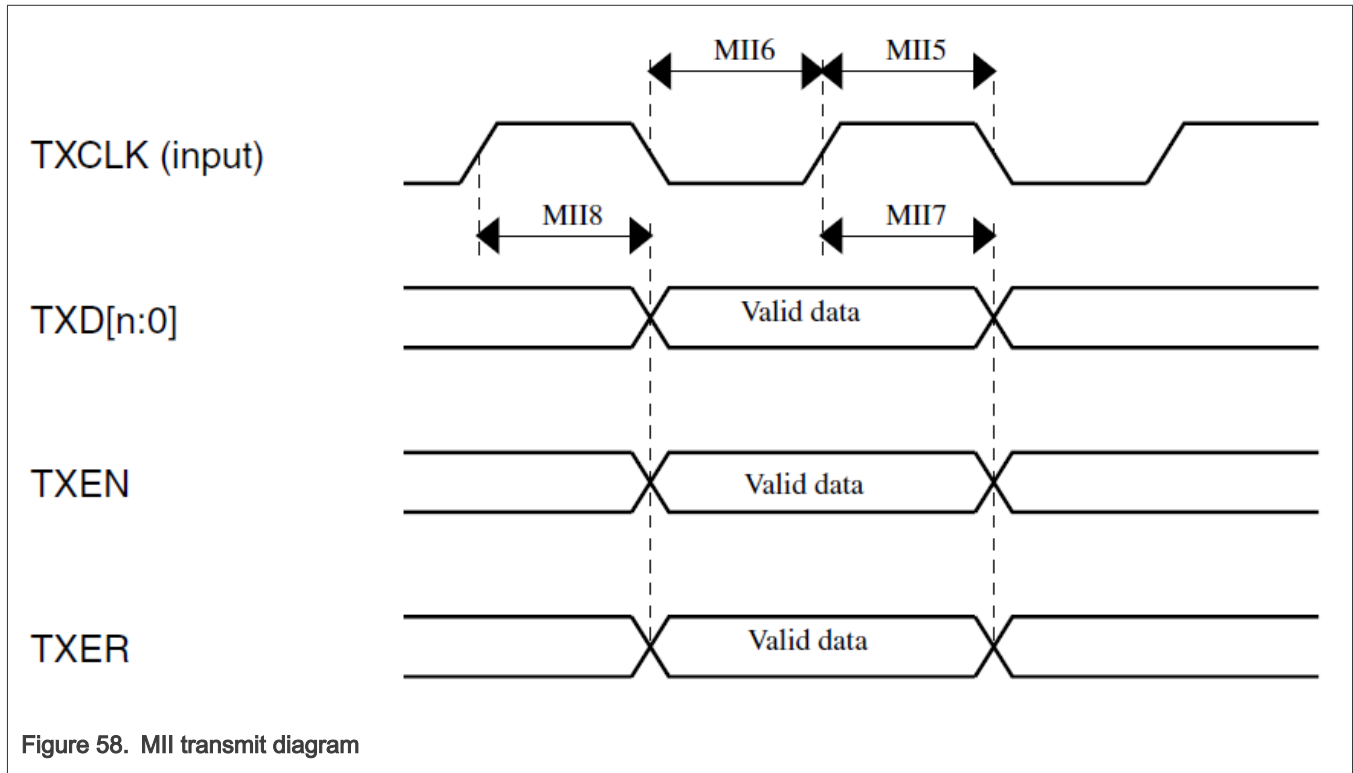 MII6 MII5
TXCLK (input)
MII8 MII7
TXD[n:0] Valid data
TXEN Valid data
TXER Valid data
Figure 58. MII transmit diagram